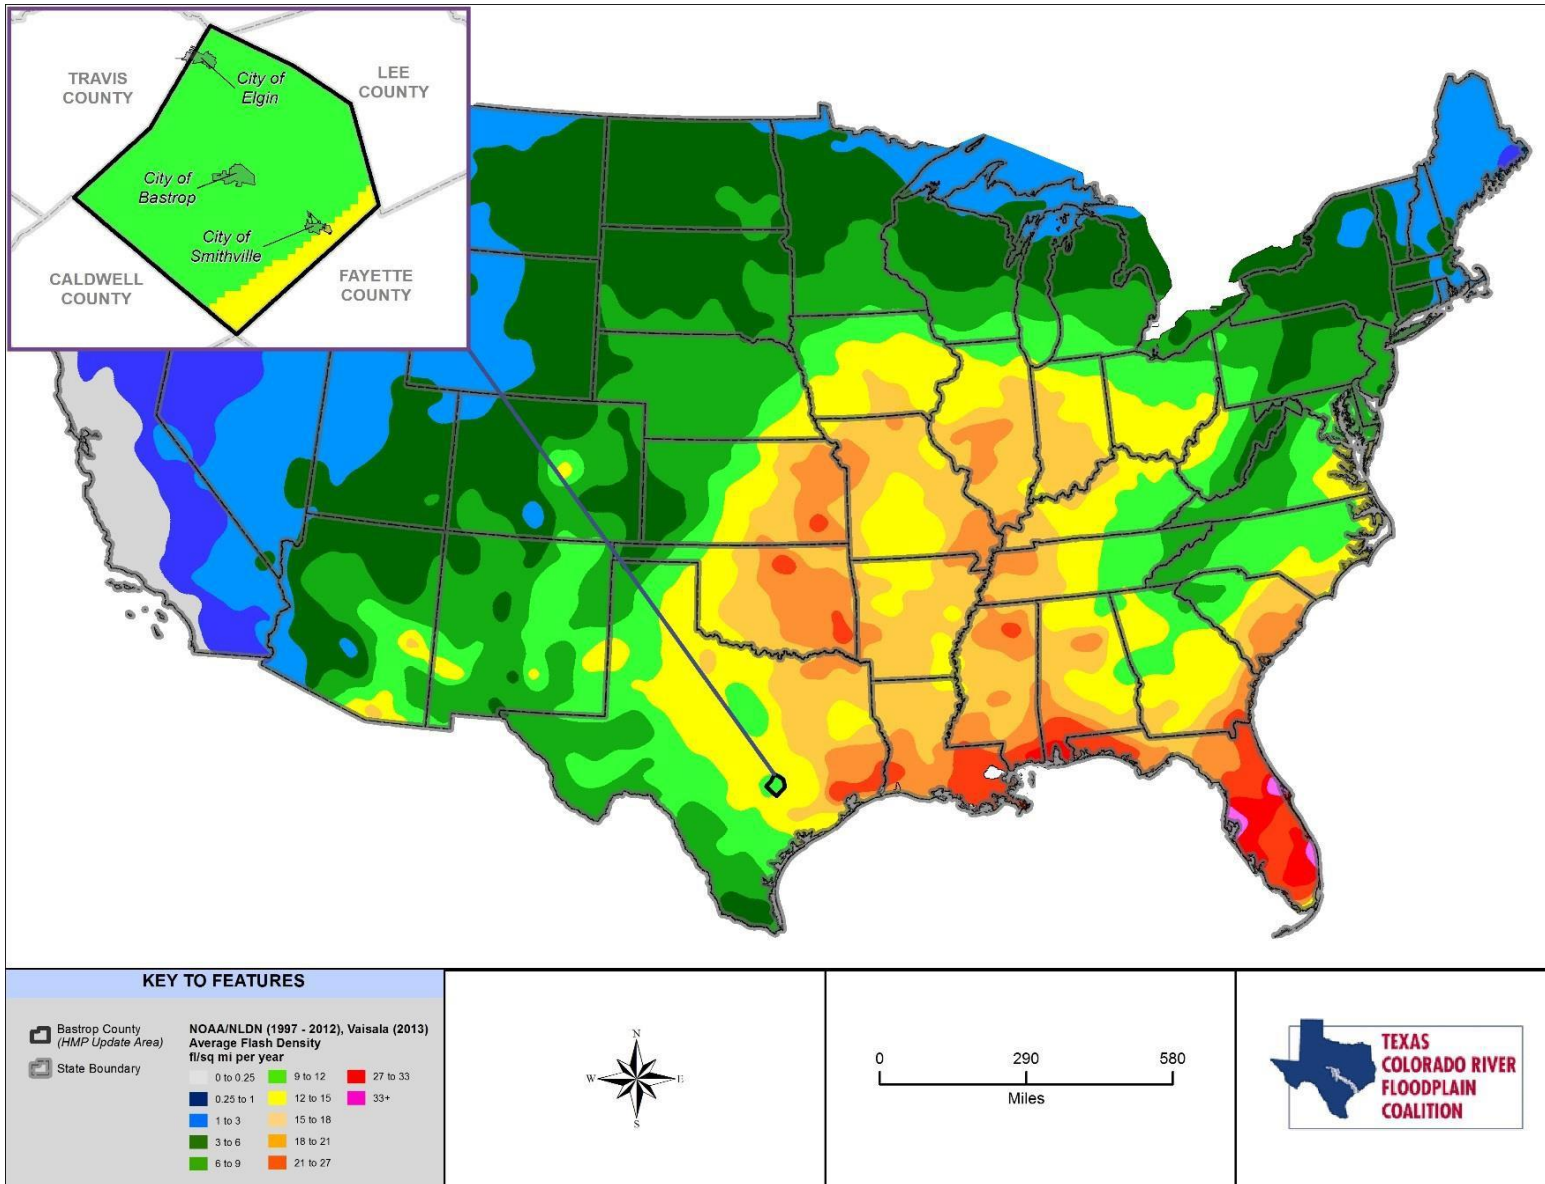 TRAVIS
COUNTY
City of
Elgin
LEE
COUNTY
City of
Bastrop
City of
Smithville
CALDWELL
COUNTY
FAYETTE
COUNTY
KEY TO FEATURES
Bastrop County
(HMP Update Area)
State Boundary
NOAA/NLDN (1997 - 2012), Vaisala (2013)
Average Flash Density
fl/sq mi per year
0 to 0.25
0.25 to 1
1 to 3
3 to 6
6 to 9
9 to 12
12 to 15
15 to 18
18 to 21
21 to 27
27 to 33
33+
N
W
E
S
0 290 580
Miles
TEXAS
COLORADO RIVER
FLOODPLAIN
COALITION